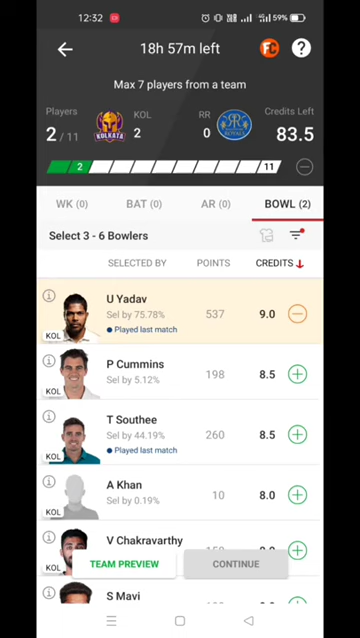 12:32
59%
18h 57m left
FC
?
Max 7 players from a team
Players
KOL
RR
Credits Left
2 / 11
KOLKATA
2
0
ROYALS
83.5
2
11
WK (0)
BAT (0)
AR (0)
BOWL (2)
Select 3 - 6 Bowlers
SELECTED BY
POINTS
CREDITS
U Yadav
Sel by 75.78%
537
9.0
Played last match
KOL
P Cummins
Sel by 5.12%
198
8.5
KOL
T Southee
Sel by 44.19%
260
8.5
Played last match
KOL
A Khan
Sel by 0.19%
10
8.0
KOL
V Chakravarthy
KOL
TEAM PREVIEW
CONTINUE
S Mavi